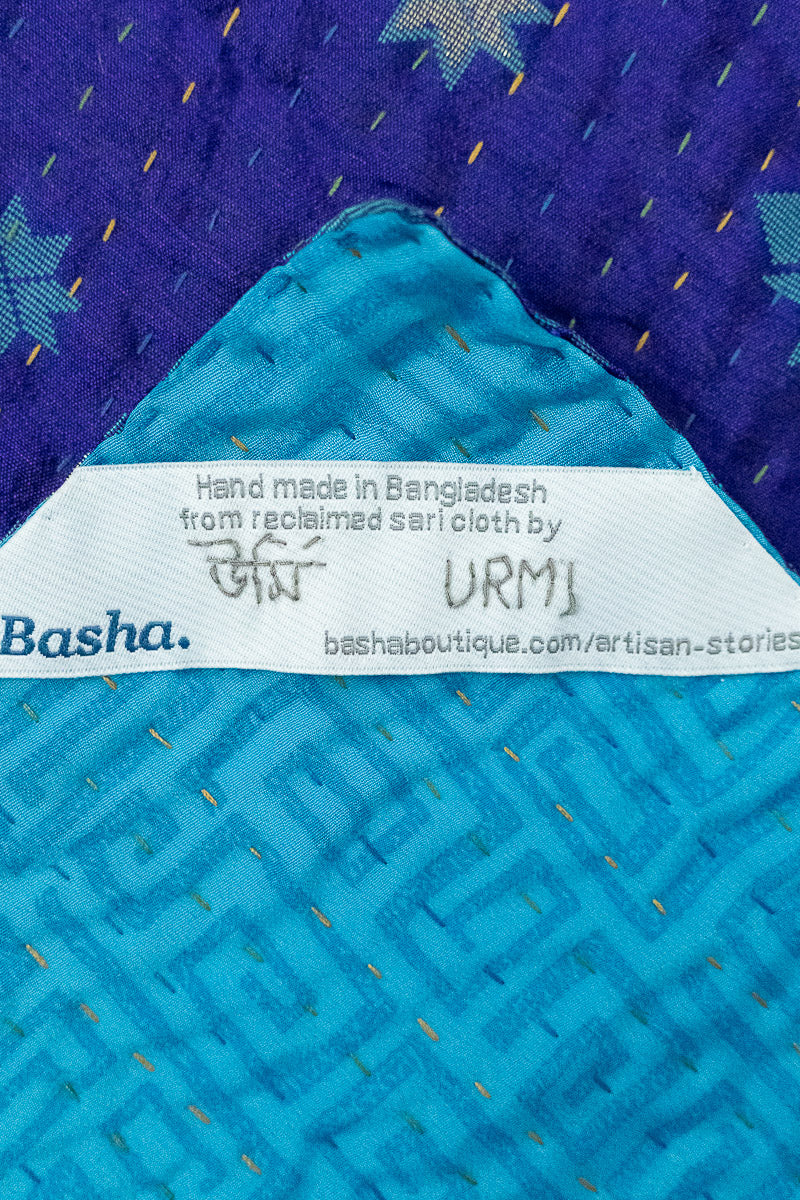 Hand made in Bangladesh
from reclaimed sari cloth by
ঊর্মি URMI
Basha.
bashaboutique.com/artisan-stories